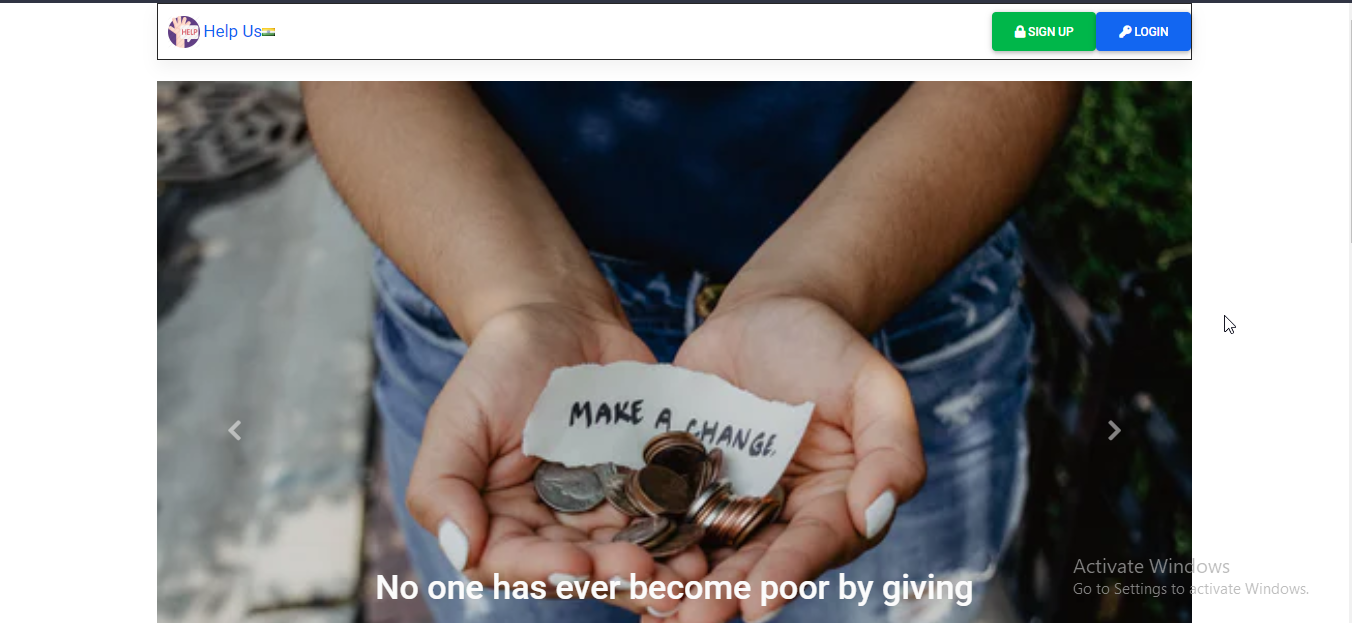 HELP
Help Us
SIGN UP
LOGIN
MAKE A CHANGE.
No one has ever become poor by giving
Activate Windows
Go to Settings to activate Windows.